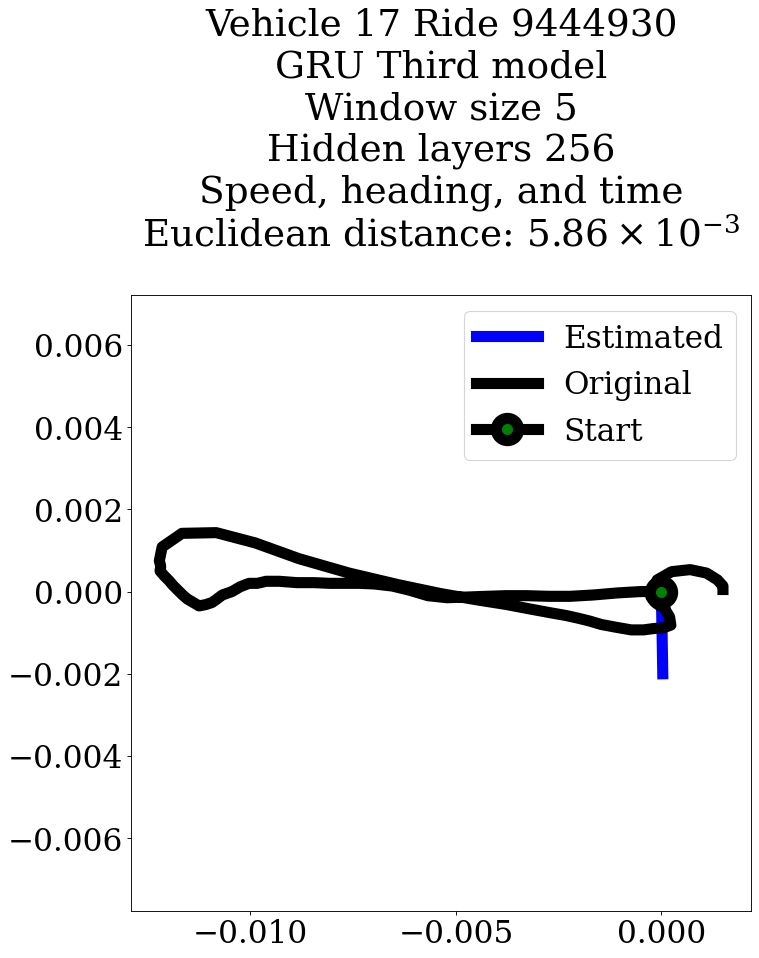 Vehicle 17 Ride 9444930
GRU Third model
Window size 5
Hidden layers 256
Speed, heading, and time
Euclidean distance: 5.86 × 10⁻³
Estimated
Original
Start
0.006
0.004
0.002
0.000
−0.002
−0.004
−0.006
−0.010
−0.005
0.000